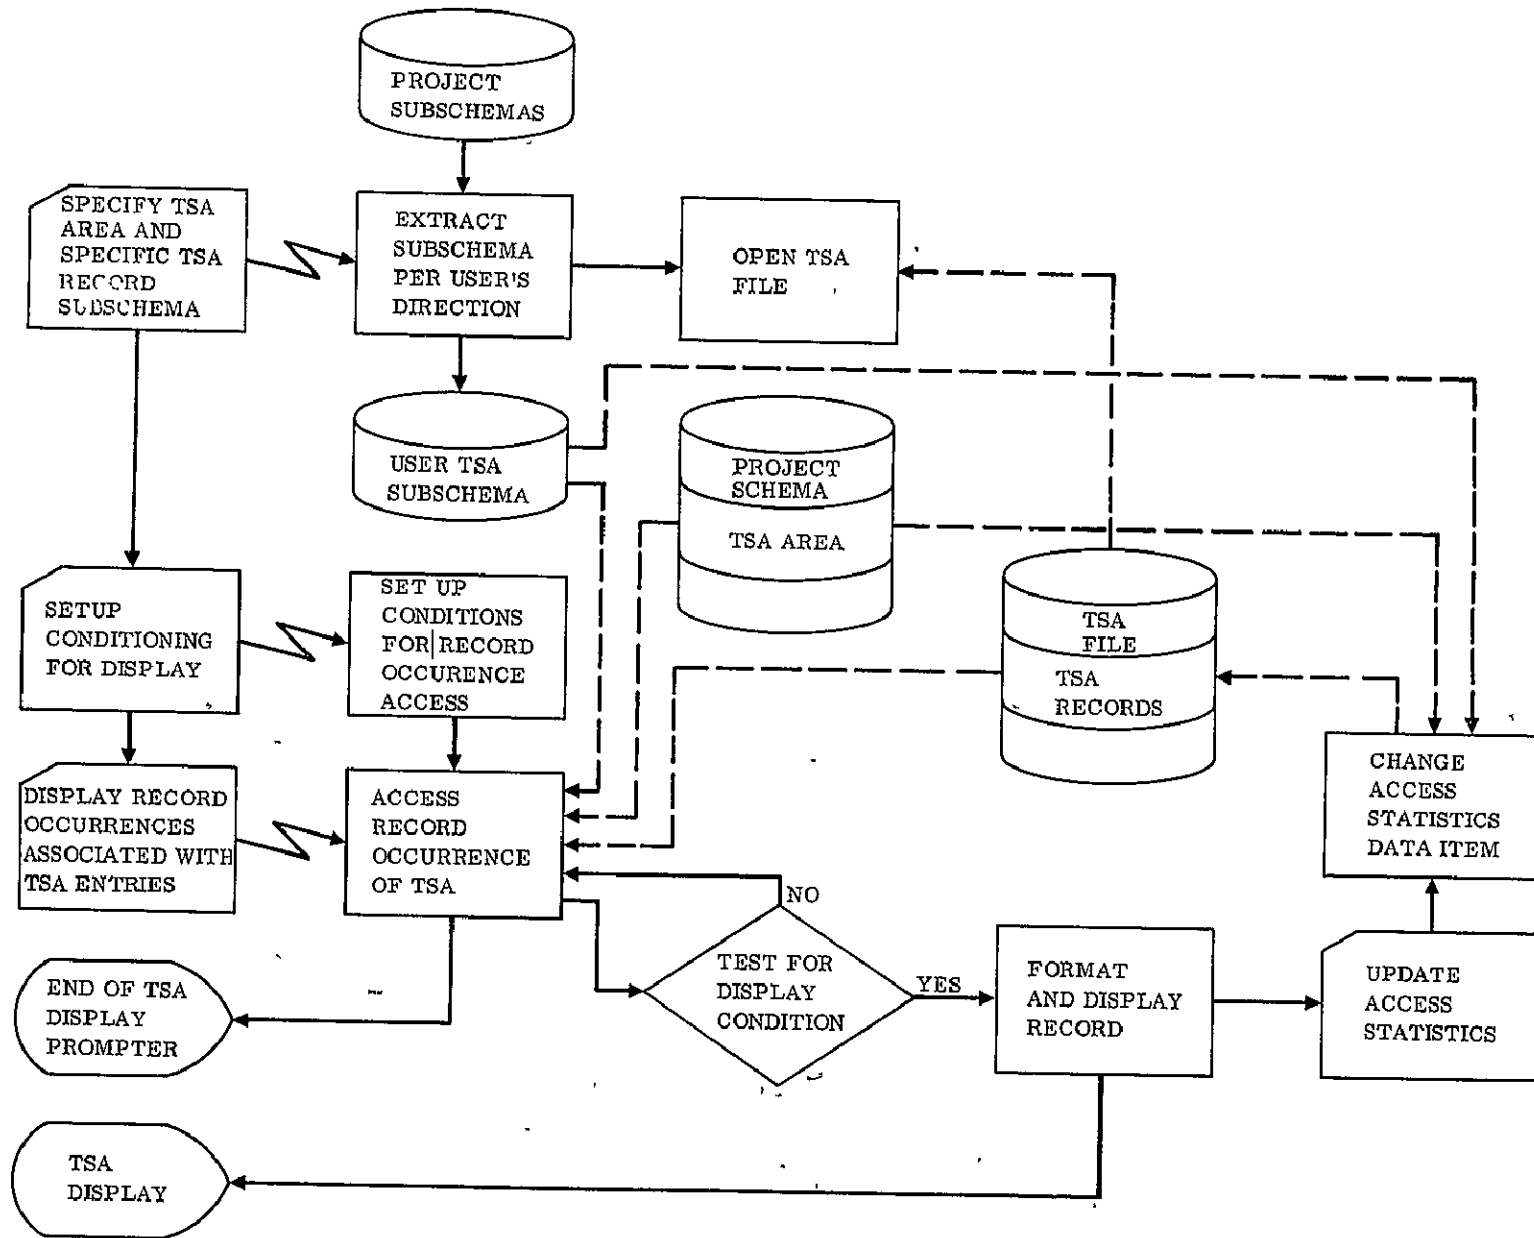 PROJECT
SUBSCHEMAS
SPECIFY TSA
AREA AND
SPECIFIC TSA
RECORD
SUBSCHEMA
EXTRACT
SUBSCHEMA
PER USER'S
DIRECTION
OPEN TSA
FILE
USER TSA
SUBSCHEMA
PROJECT
SCHEMA
TSA AREA
SETUP
CONDITIONING
FOR DISPLAY
SET UP
CONDITIONS
FOR RECORD
OCCURENCE
ACCESS
TSA
FILE
TSA
RECORDS
DISPLAY RECORD
OCCURRENCES
ASSOCIATED WITH
TSA ENTRIES
ACCESS
RECORD
OCCURRENCE
OF TSA
CHANGE
ACCESS
STATISTICS
DATA ITEM
NO
END OF TSA
DISPLAY
PROMPTER
TEST FOR
DISPLAY
CONDITION
YES
FORMAT
AND DISPLAY
RECORD
UPDATE
ACCESS
STATISTICS
TSA
DISPLAY